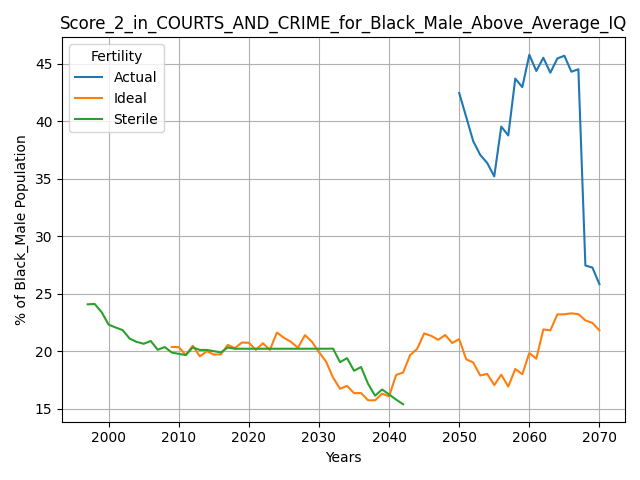 Score_2_in_COURTS_AND_CRIME_for_Black_Male_Above_Average_IQ
Fertility
Actual
Ideal
Sterile
% of Black_Male Population
45
40
35
30
25
20
15
2000
2010
2020
2030
2040
2050
2060
2070
Years